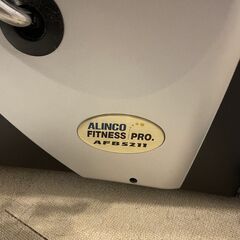 ALINCO
FITNESS PRO.
AFB5211